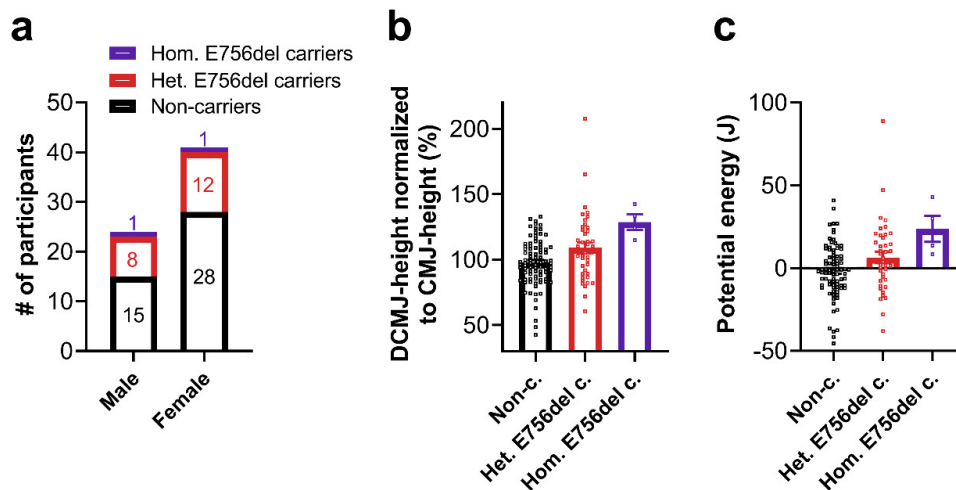 a
Hom. E756del carriers
Het. E756del carriers
Non-carriers
# of participants
50
40
30
20
10
0
1
8
15
1
12
28
Male
Female
b
DCMJ-height normalized
to CMJ-height (%)
200
150
100
50
Non-c.
Het. E756del c.
Hom. E756del c.
c
Potential energy (J)
100
50
0
-50
Non-c.
Het. E756del c.
Hom. E756del c.